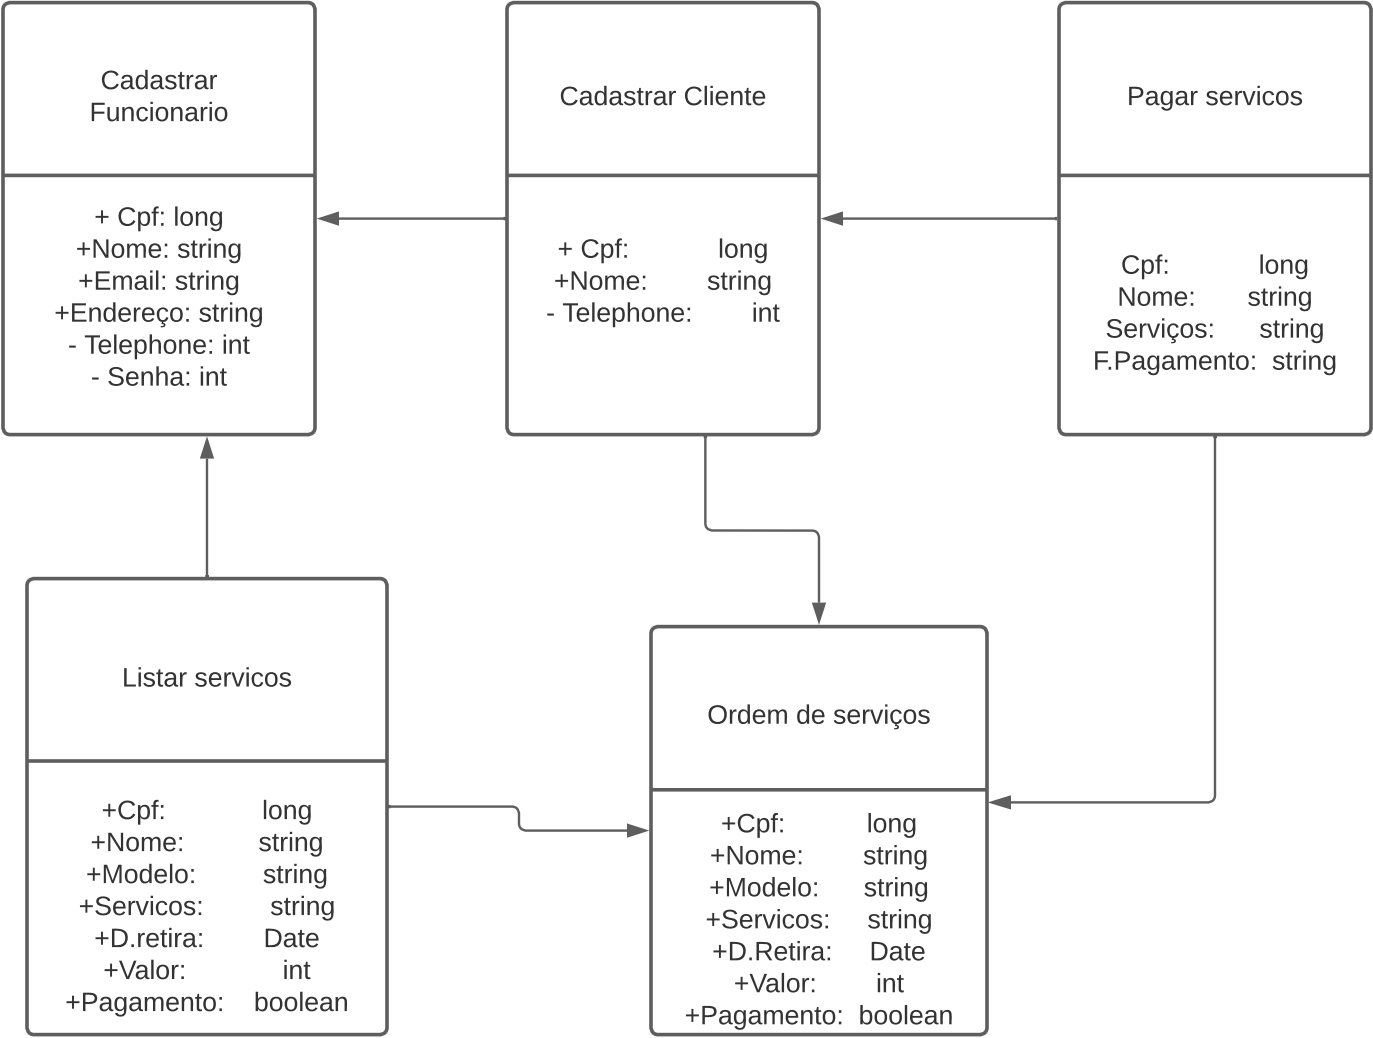 Cadastrar
Funcionario
+ Cpf: long
+Nome: string
+Email: string
+Endereço: string
- Telephone: int
- Senha: int
Cadastrar Cliente
+ Cpf: long
+Nome: string
- Telephone: int
Pagar servicos
Cpf: long
Nome: string
Serviços: string
F.Pagamento: string
Listar servicos
+Cpf: long
+Nome: string
+Modelo: string
+Servicos: string
+D.retira: Date
+Valor: int
+Pagamento: boolean
Ordem de serviços
+Cpf: long
+Nome: string
+Modelo: string
+Servicos: string
+D.Retira: Date
+Valor: int
+Pagamento: boolean